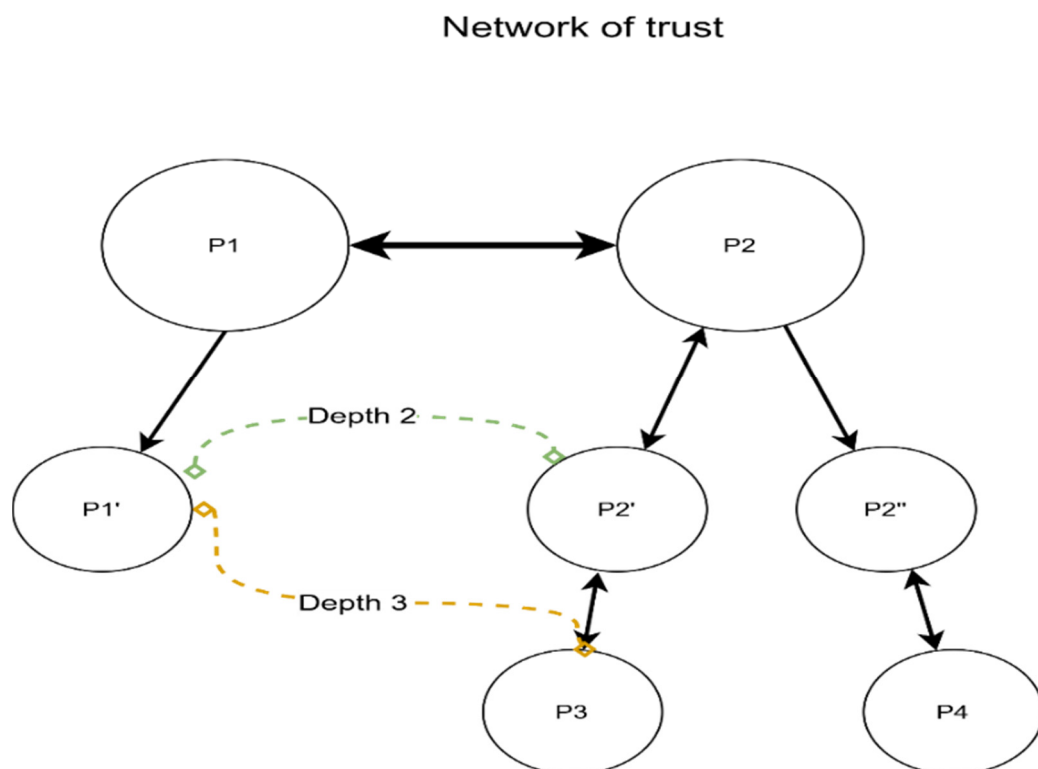 Network of trust
P1
P2
Depth 2
P1'
P2'
P2"
Depth 3
P3
P4